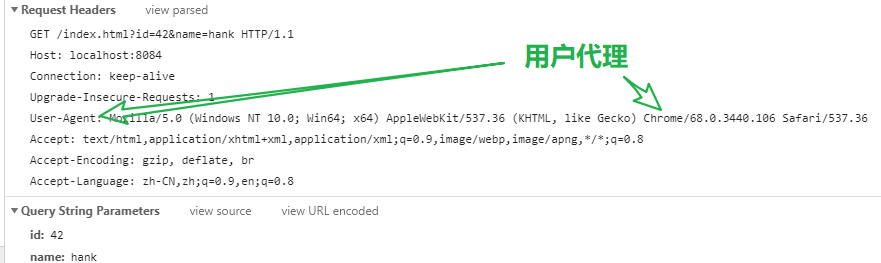 Request Headers view parsed
GET /index.html?id=42&name=hank HTTP/1.1
Host: localhost:8084
Connection: keep-alive
Upgrade-Insecure-Requests: 1
用户代理
User-Agent: Mozilla/5.0 (Windows NT 10.0; Win64; x64) AppleWebKit/537.36 (KHTML, like Gecko) Chrome/68.0.3440.106 Safari/537.36
Accept: text/html,application/xhtml+xml,application/xml;q=0.9,image/webp,image/apng,*/*;q=0.8
Accept-Encoding: gzip, deflate, br
Accept-Language: zh-CN,zh;q=0.9,en;q=0.8
Query String Parameters view source view URL encoded
id: 42
name: hank